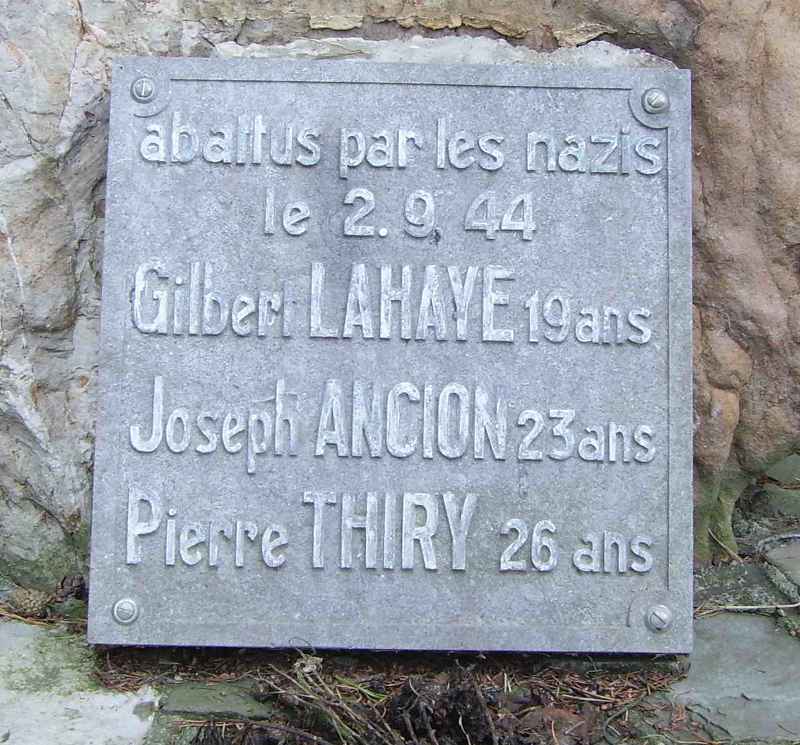 abattus par les nazis
le 2.9.44
Gilbert LAHAYE 19 ans
Joseph ANCION 23 ans
Pierre THIRY 26 ans